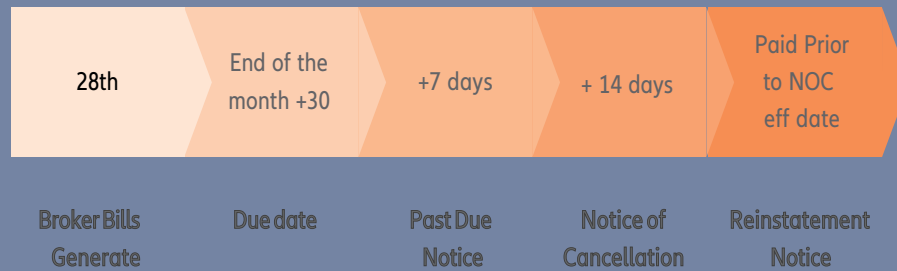 28th
End of the
month +30
+7 days
+ 14 days
Paid Prior
to NOC
eff date
Broker Bills
Generate
Due date
Past Due
Notice
Notice of
Cancellation
Reinstatement
Notice